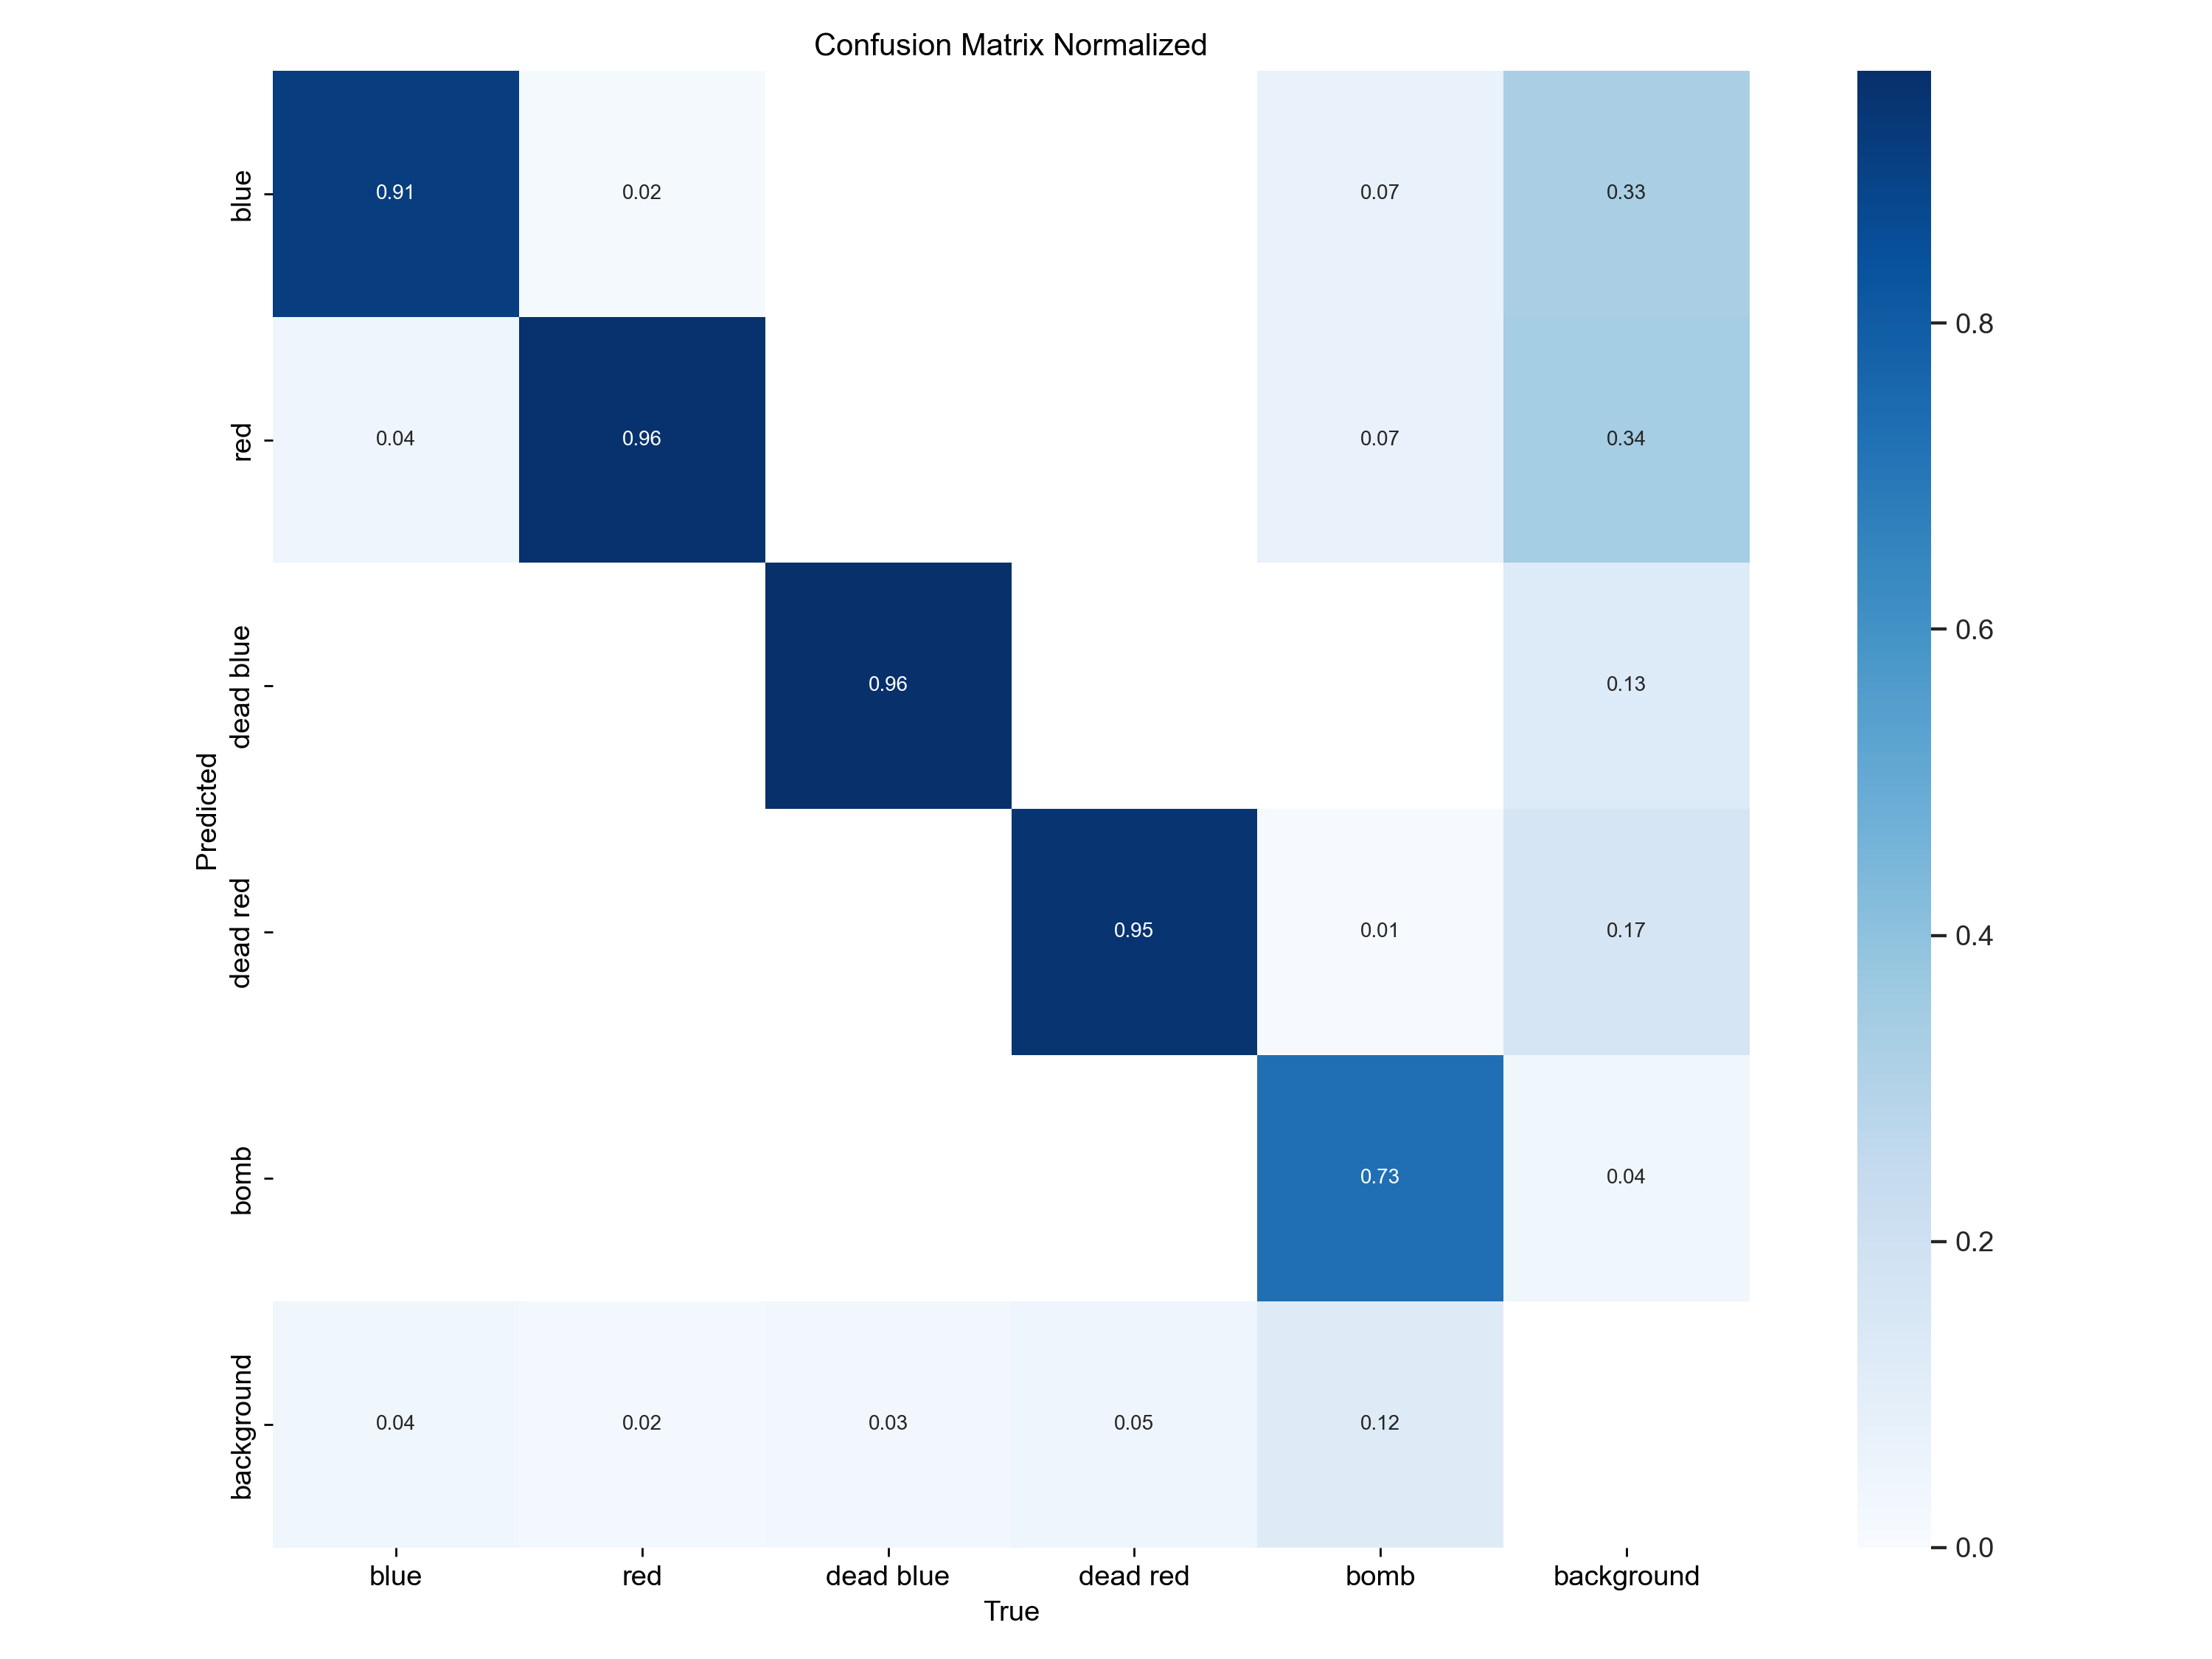 Confusion Matrix Normalized
blue
0.91
0.02
0.07
0.33
red
0.04
0.96
0.07
0.34
dead blue
0.96
0.13
dead red
0.95
0.01
0.17
bomb
0.73
0.04
background
0.04
0.02
0.03
0.05
0.12
Predicted
blue
red
dead blue
dead red
bomb
background
True
0.8
0.6
0.4
0.2
0.0